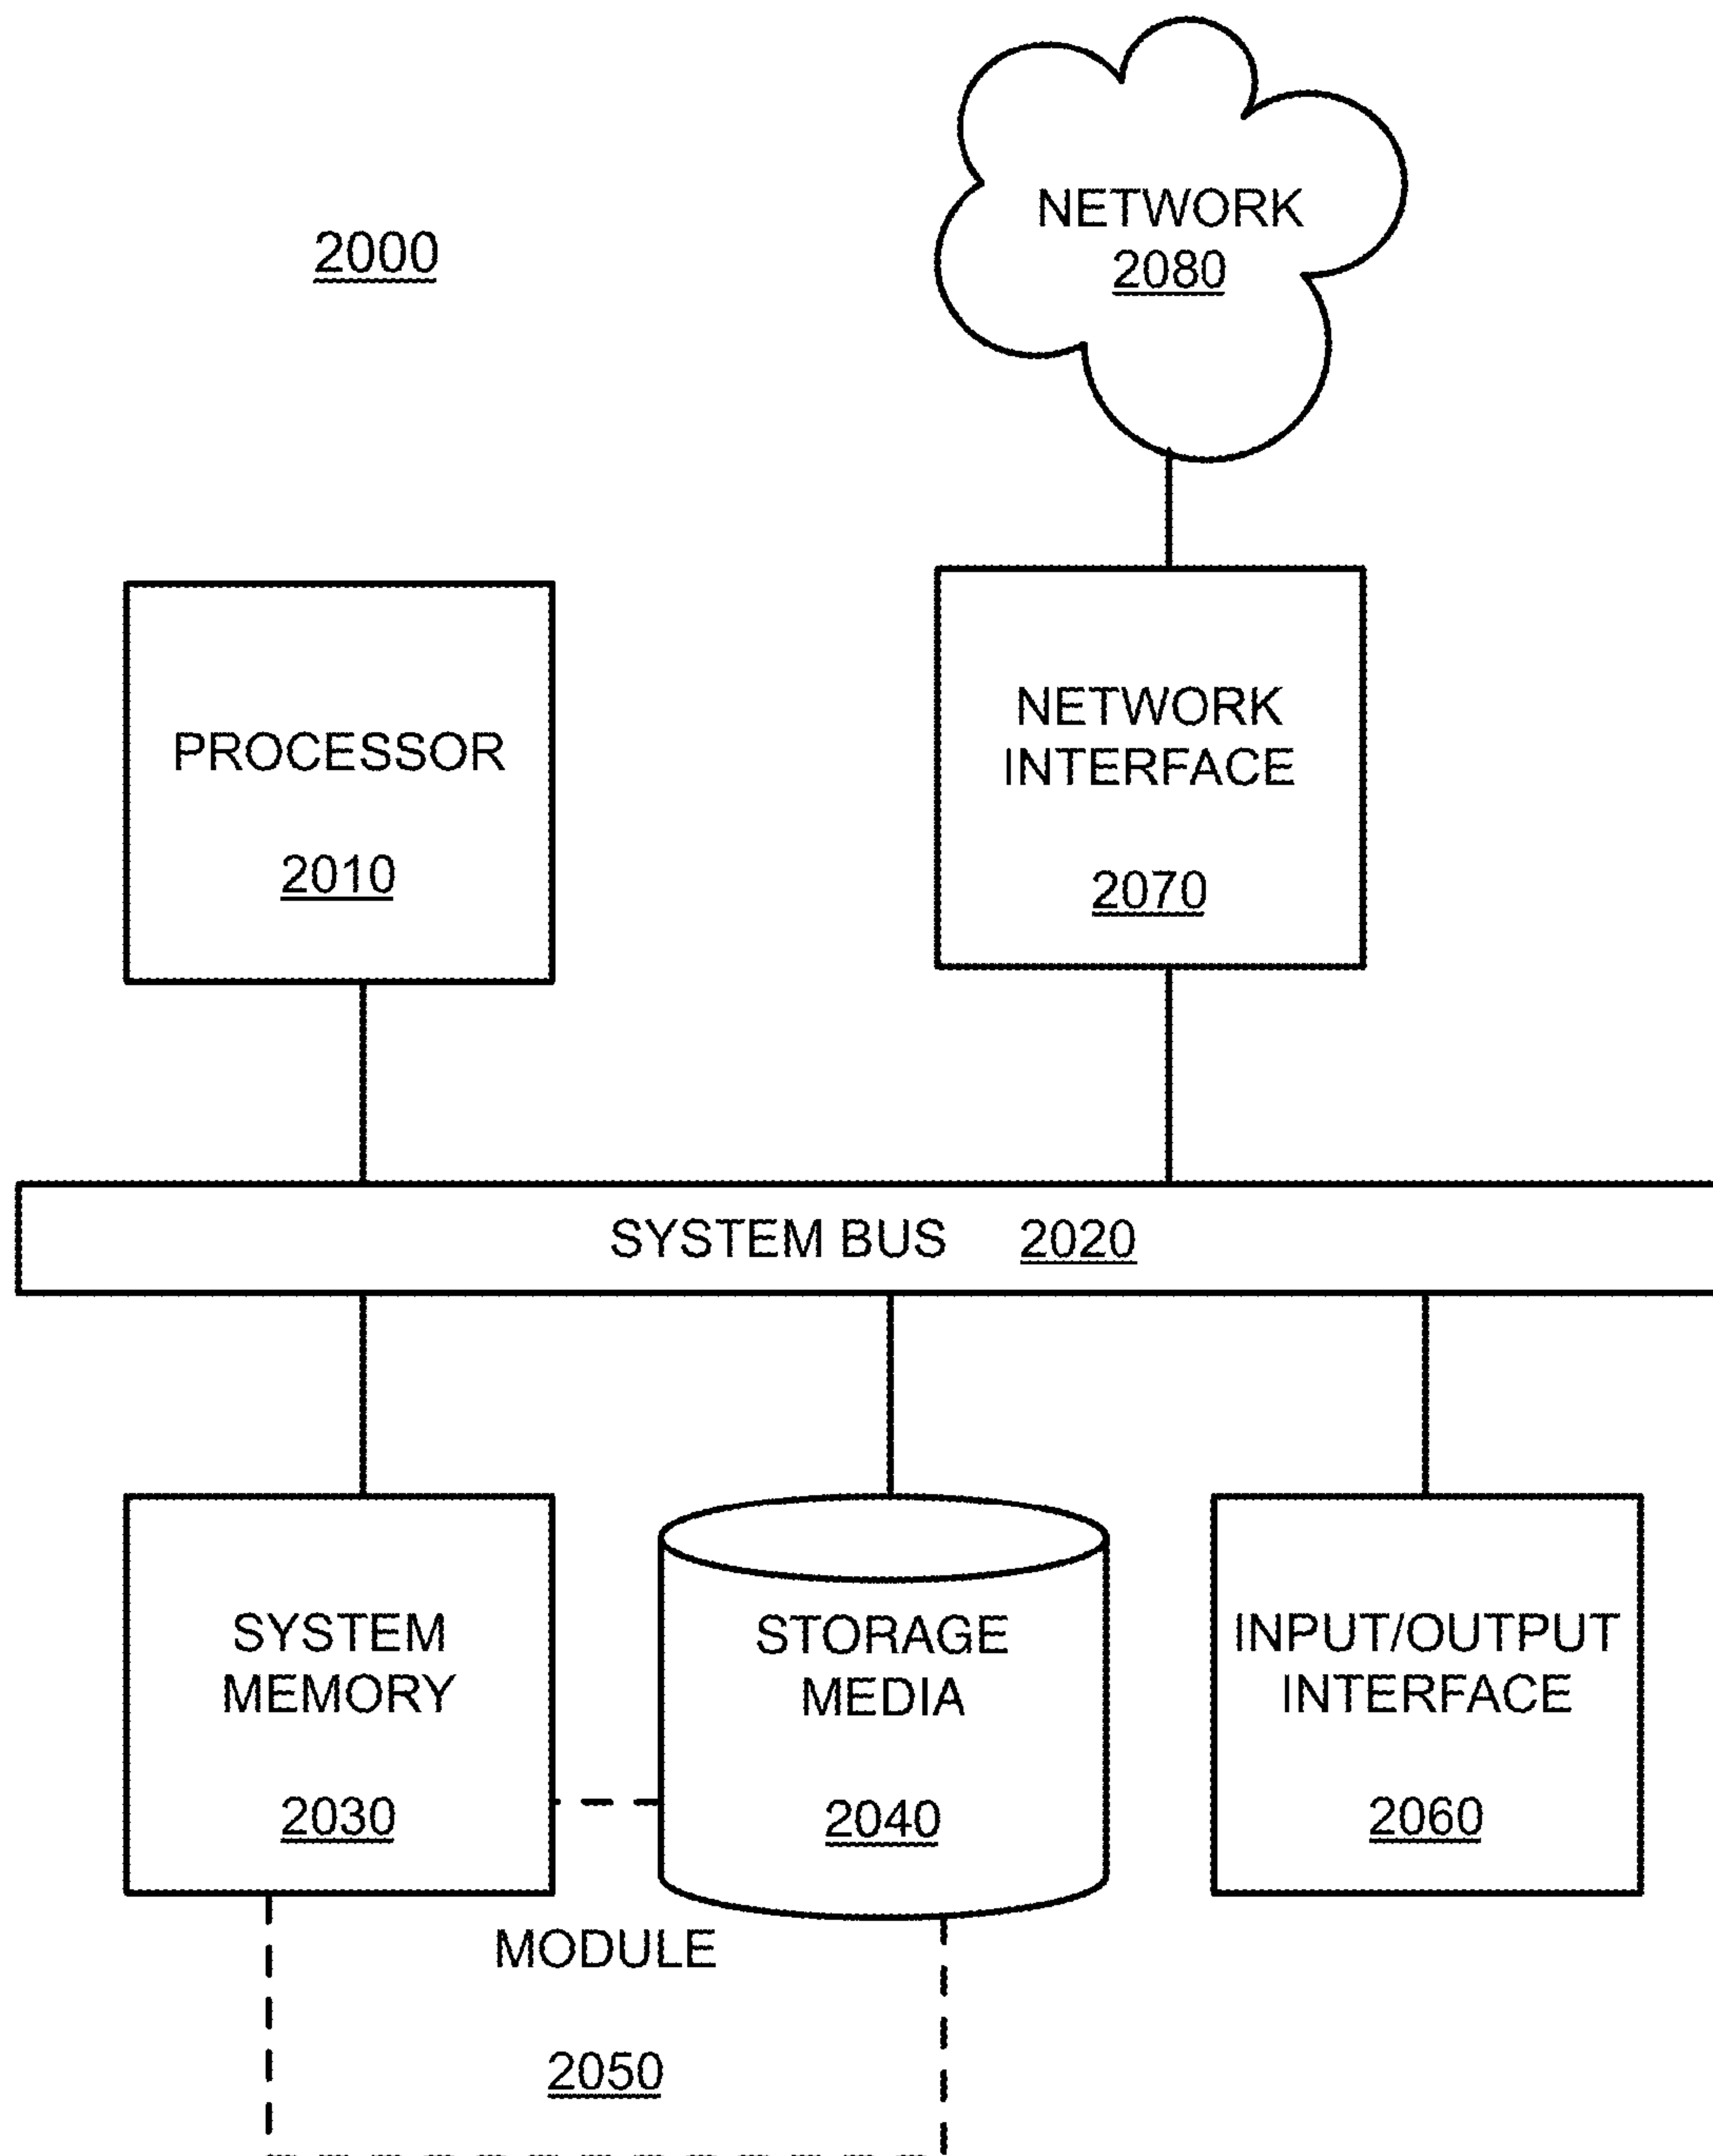 NETWORK
2080
2000
PROCESSOR
2010
NETWORK
INTERFACE
2070
SYSTEM BUS 2020
SYSTEM
MEMORY
2030
STORAGE
MEDIA
2040
INPUT/OUTPUT
INTERFACE
2060
MODULE
2050